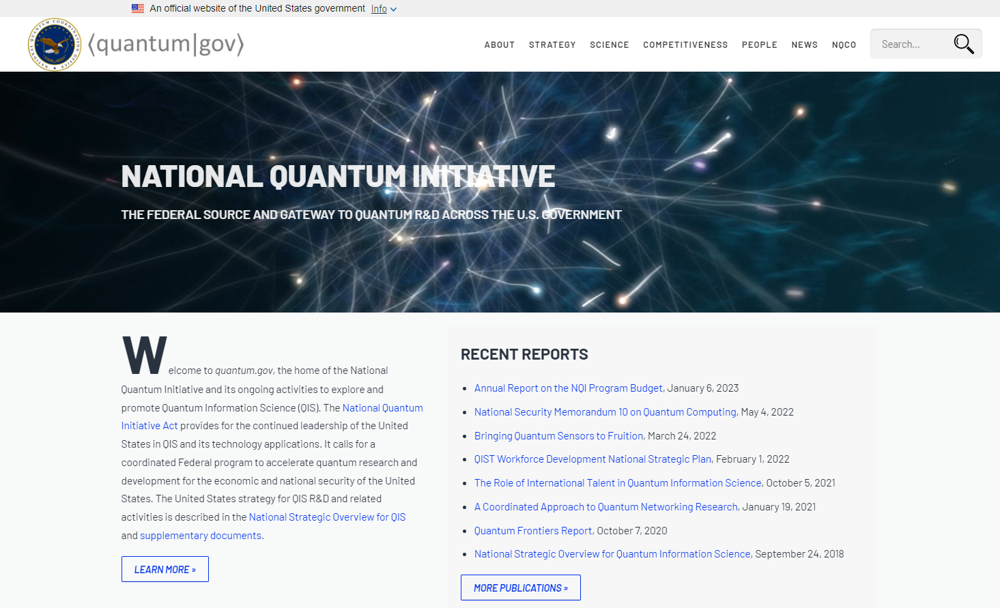 An official website of the United States government Info
NATIONAL QUANTUM COORDINATION OFFICE
⟨quantum|gov⟩
ABOUT STRATEGY SCIENCE COMPETITIVENESS PEOPLE NEWS NQCO Search...
NATIONAL QUANTUM INITIATIVE
THE FEDERAL SOURCE AND GATEWAY TO QUANTUM R&D ACROSS THE U.S. GOVERNMENT
Welcome to quantum.gov, the home of the National
Quantum Initiative and its ongoing activities to explore and
promote Quantum Information Science (QIS). The National Quantum
Initiative Act provides for the continued leadership of the United
States in QIS and its technology applications. It calls for a
coordinated Federal program to accelerate quantum research and
development for the economic and national security of the United
States. The United States strategy for QIS R&D and related
activities is described in the National Strategic Overview for QIS
and supplementary documents.
LEARN MORE »
RECENT REPORTS
Annual Report on the NQI Program Budget, January 6, 2023
National Security Memorandum 10 on Quantum Computing, May 4, 2022
Bringing Quantum Sensors to Fruition, March 24, 2022
QIST Workforce Development National Strategic Plan, February 1, 2022
The Role of International Talent in Quantum Information Science, October 5, 2021
A Coordinated Approach to Quantum Networking Research, January 19, 2021
Quantum Frontiers Report, October 7, 2020
National Strategic Overview for Quantum Information Science, September 24, 2018
MORE PUBLICATIONS »